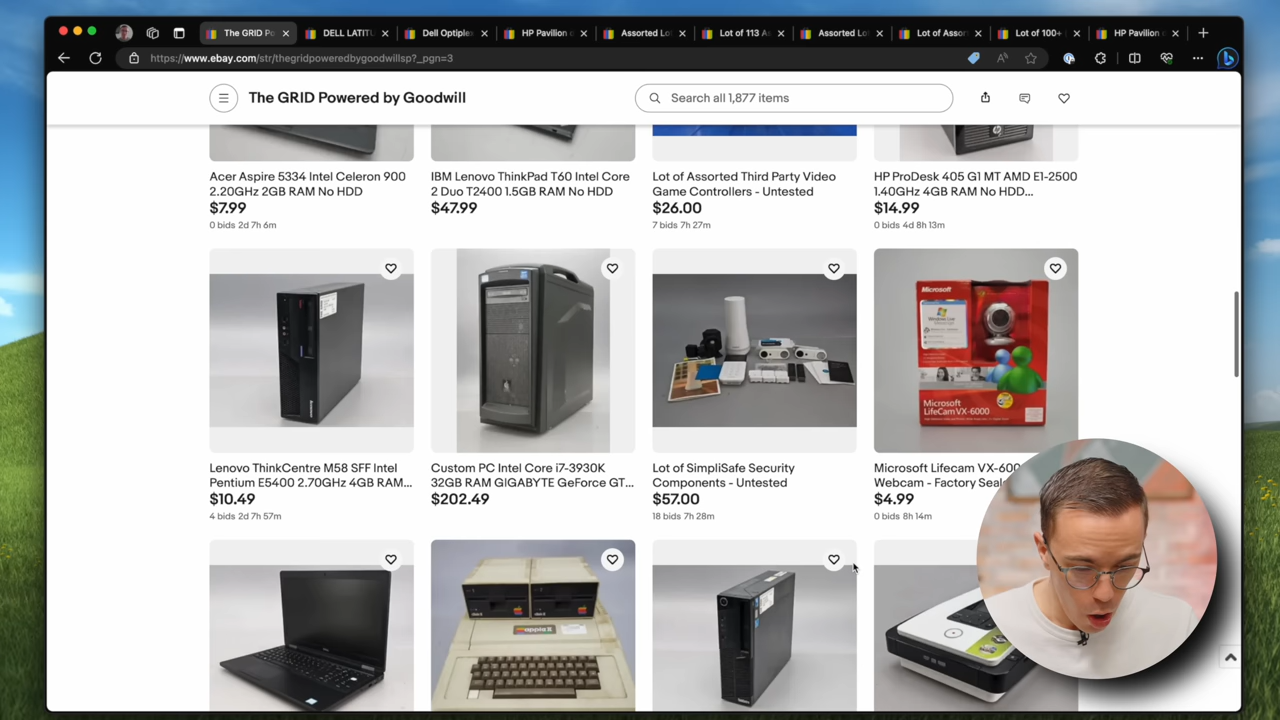 The GRID Po
DELL LATITU
Dell Optiple
HP Pavilion
Assorted Lo
Lot of 113 A
Assorted Lot
Lot of Assor
Lot of 100+
HP Pavilion
https://www.ebay.com/str/thegridpoweredbygoodwillsp?_pgn=3
The GRID Powered by Goodwill
Search all 1,877 items
Acer Aspire 5334 Intel Celeron 900
2.20GHz 2GB RAM No HDD
$7.99
0 bids 2d 7h 6m
IBM Lenovo ThinkPad T60 Intel Core
2 Duo T2400 1.5GB RAM No HDD
$47.99
Lot of Assorted Third Party Video
Game Controllers - Untested
$26.00
7 bids 7h 27m
HP ProDesk 405 G1 MT AMD E1-2500
1.40GHz 4GB RAM No HDD...
$14.99
0 bids 4d 8h 13m
Microsoft
Microsoft
LifeCam VX-6000
Lenovo ThinkCentre M58 SFF Intel
Pentium E5400 2.70GHz 4GB RAM...
$10.49
4 bids 2d 7h 57m
Custom PC Intel Core i7-3930K
32GB RAM GIGABYTE GeForce GT...
$202.49
Lot of SimpliSafe Security
Components - Untested
$57.00
18 bids 7h 28m
Microsoft Lifecam VX-600
Webcam - Factory Seal
$4.99
0 bids 8h 14m